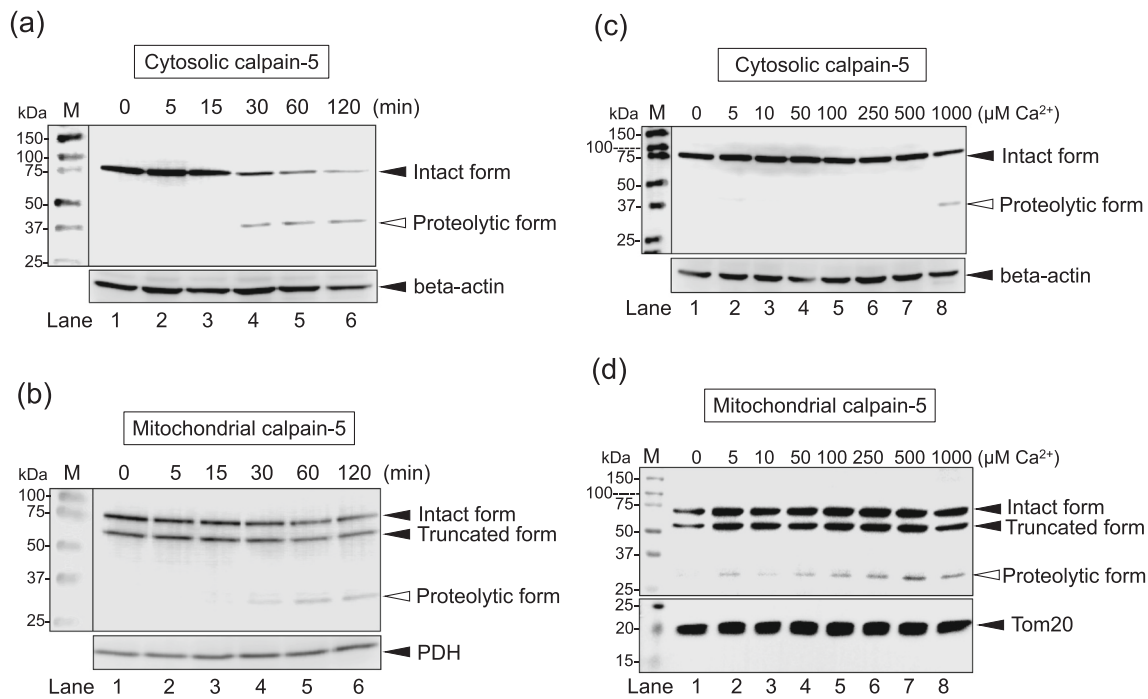 (a)
Cytosolic calpain-5
kDa M 0 5 15 30 60 120 (min)
150-
100-
75-
50-
37-
25-
Intact form
Proteolytic form
beta-actin
Lane 1 2 3 4 5 6
(b)
Mitochondrial calpain-5
kDa M 0 5 15 30 60 120 (min)
100-
75-
50-
37-
25-
Intact form
Truncated form
Proteolytic form
PDH
Lane 1 2 3 4 5 6
(c)
Cytosolic calpain-5
kDa M 0 5 10 50 100 250 500 1000 (μM Ca²⁺)
150-
100
75-
50-
37-
25-
Intact form
Proteolytic form
beta-actin
Lane 1 2 3 4 5 6 7 8
(d)
Mitochondrial calpain-5
kDa M 0 5 10 50 100 250 500 1000 (μM Ca²⁺)
150-
100
75-
50-
37-
25-
Intact form
Truncated form
Proteolytic form
25-
20-
15-
Tom20
Lane 1 2 3 4 5 6 7 8